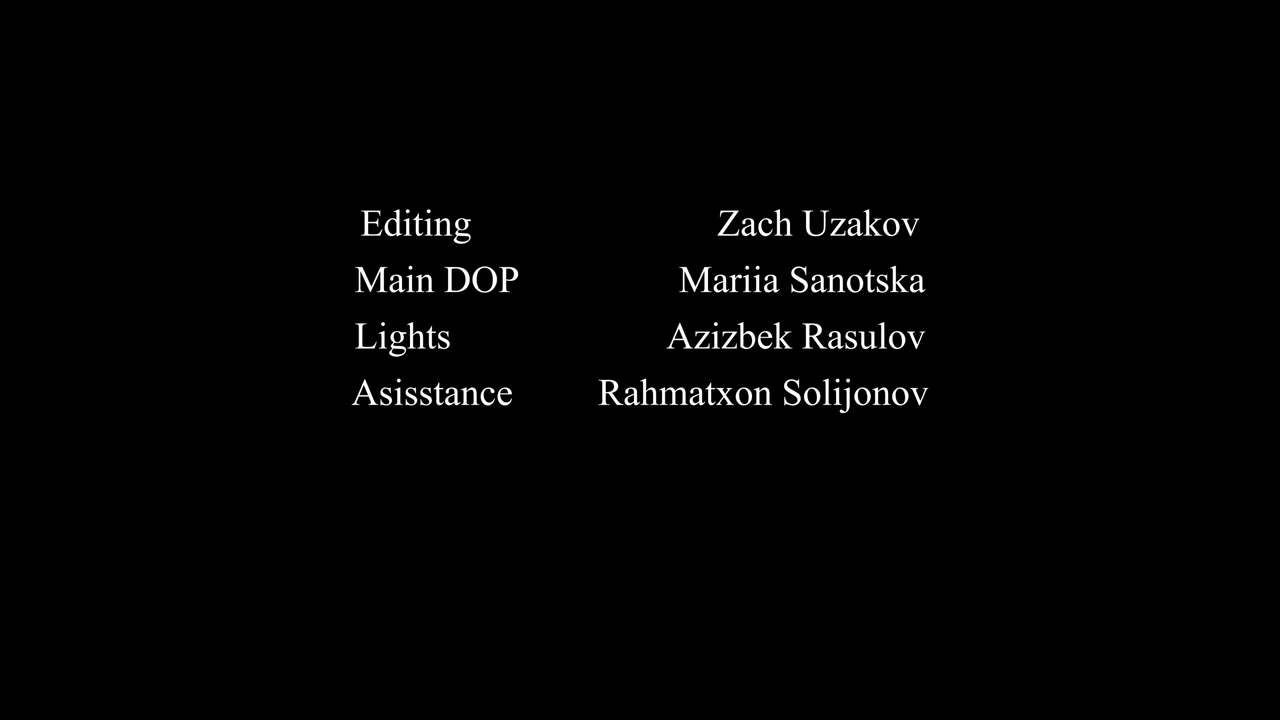 Editing Zach Uzakov
Main DOP Mariia Sanotska
Lights Azizbek Rasulov
Asisstance Rahmatxon Solijonov